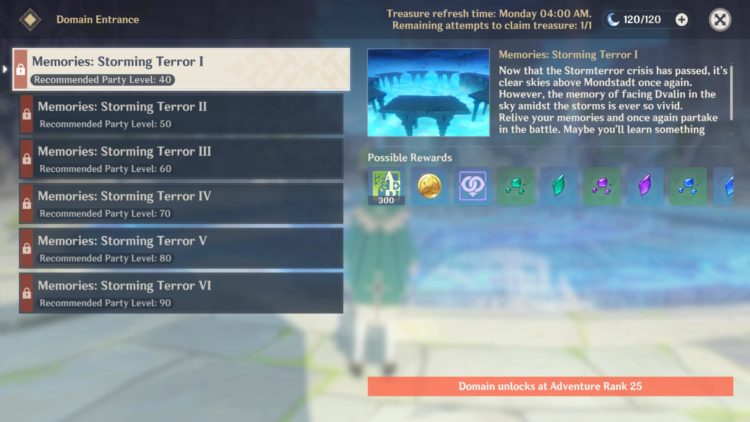 Domain Entrance
Treasure refresh time: Monday 04:00 AM.
Remaining attempts to claim treasure: 1/1
120/120
Memories: Storming Terror I
Recommended Party Level: 40
Memories: Storming Terror II
Recommended Party Level: 50
Memories: Storming Terror III
Recommended Party Level: 60
Memories: Storming Terror IV
Recommended Party Level: 70
Memories: Storming Terror V
Recommended Party Level: 80
Memories: Storming Terror VI
Recommended Party Level: 90
Memories: Storming Terror I
Now that the Stormterror crisis has passed, it's
clear skies above Mondstadt once again.
However, the memory of facing Dvalin in the
sky amidst the storms is ever so vivid.
Relive your memories and once again partake
in the battle. Maybe you'll learn something
Possible Rewards
300
Domain unlocks at Adventure Rank 25